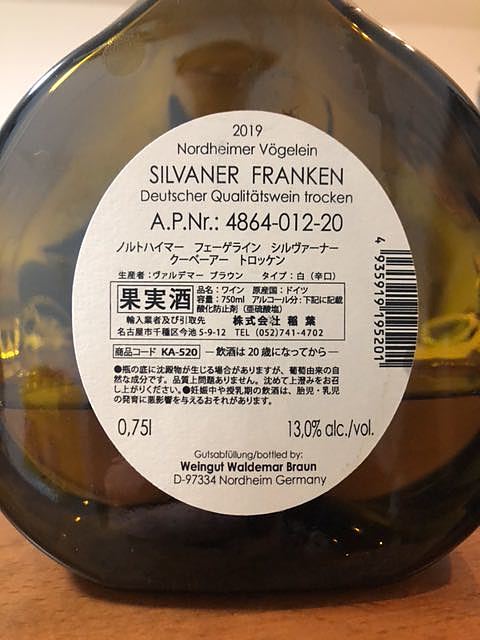 2019
Nordheimer Vögelein
SILVANER FRANKEN
Deutscher Qualitätswein trocken
A.P.Nr.: 4864-012-20
ノルトハイマー フェーゲライン シルヴァーナー
クーベーアー トロッケン
生産者：ヴァルデマー ブラウン タイプ：白（辛口）
果実酒
品名：ワイン 原産国：ドイツ
容量：750ml アルコール分：下記に記載
酸化防止剤（亜硫酸塩）
輸入業者及び引取先 株式会社 稲葉
名古屋市千種区今池 5-9-12 TEL (052)741-4702
商品コード KA-520 ー飲酒は20歳になってからー
●瓶の底に沈殿物が生じる場合がありますが、葡萄由来の自
然な成分です。品質上問題ありません。沈めて上澄みをお召
し上がりください。●妊娠中や授乳期の飲酒は、胎児・乳児
の発育に悪影響を与えるおそれがあります。
0,75l 13,0% alc./vol.
Gutsabfüllung/bottled by:
Weingut Waldemar Braun
D-97334 Nordheim Germany
4935919195201